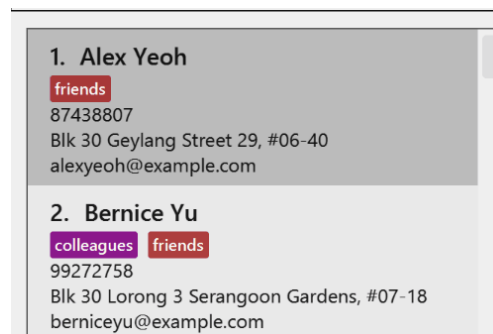 1. Alex Yeoh
friends
87438807
Blk 30 Geylang Street 29, #06-40
alexyeoh@example.com
2. Bernice Yu
colleagues friends
99272758
Blk 30 Lorong 3 Serangoon Gardens, #07-18
berniceyu@example.com